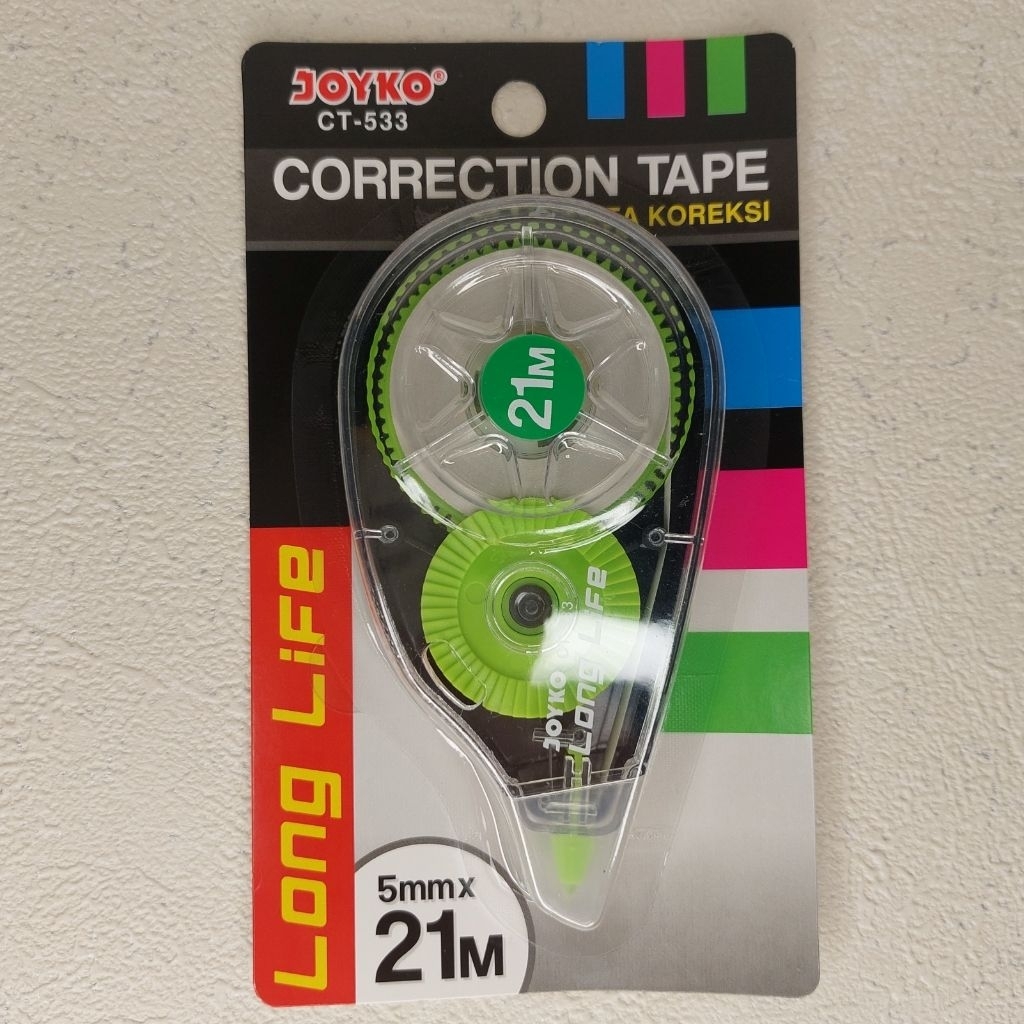 JOYKO®
CT-533
CORRECTION TAPE
KOREKSI
21M
JOYKO
Long Life
Long Life
5mm x
21M